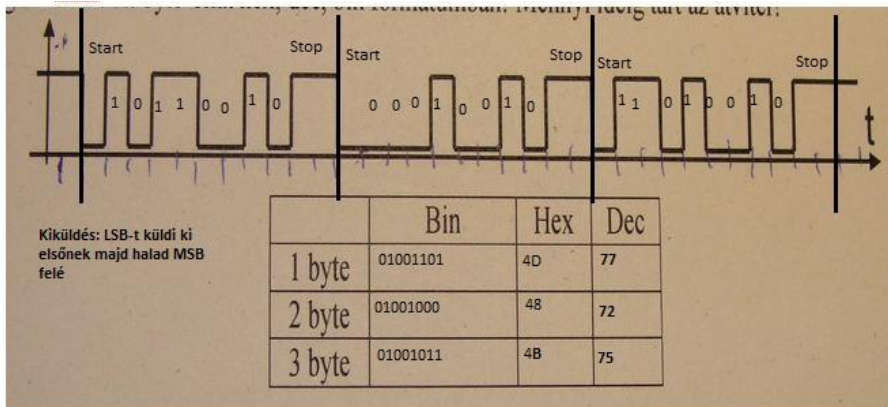 Start
Stop
Start
Stop
Start
Stop
1 0 1 1 0 0 1 0
0 0 0 1 0 0 1 0
1 1 0 1 0 0 1 0
t
Kiküldés: LSB-t küldi ki
elsőnek majd halad MSB
felé
Bin Hex Dec
1 byte 01001101 4D 77
2 byte 01001000 48 72
3 byte 01001011 4B 75